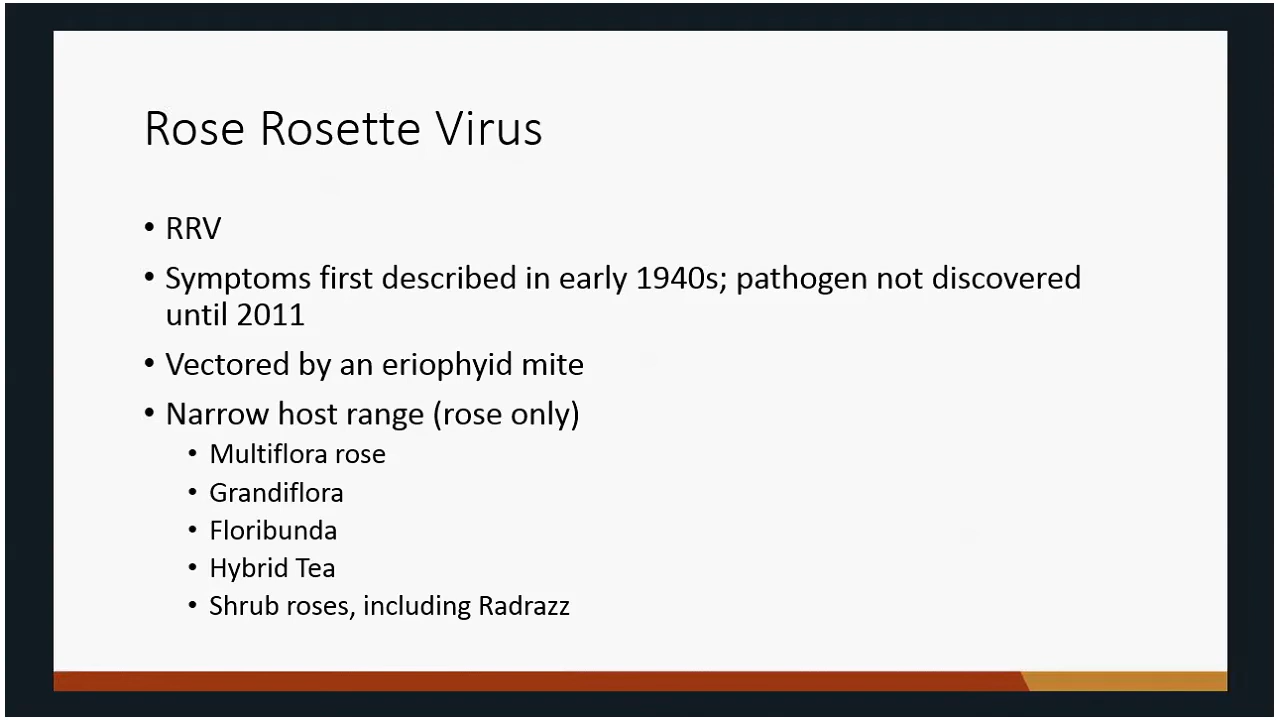 Rose Rosette Virus
• RRV
• Symptoms first described in early 1940s; pathogen not discovered
until 2011
• Vectored by an eriophyid mite
• Narrow host range (rose only)
• Multiflora rose
• Grandiflora
• Floribunda
• Hybrid Tea
• Shrub roses, including Radrazz